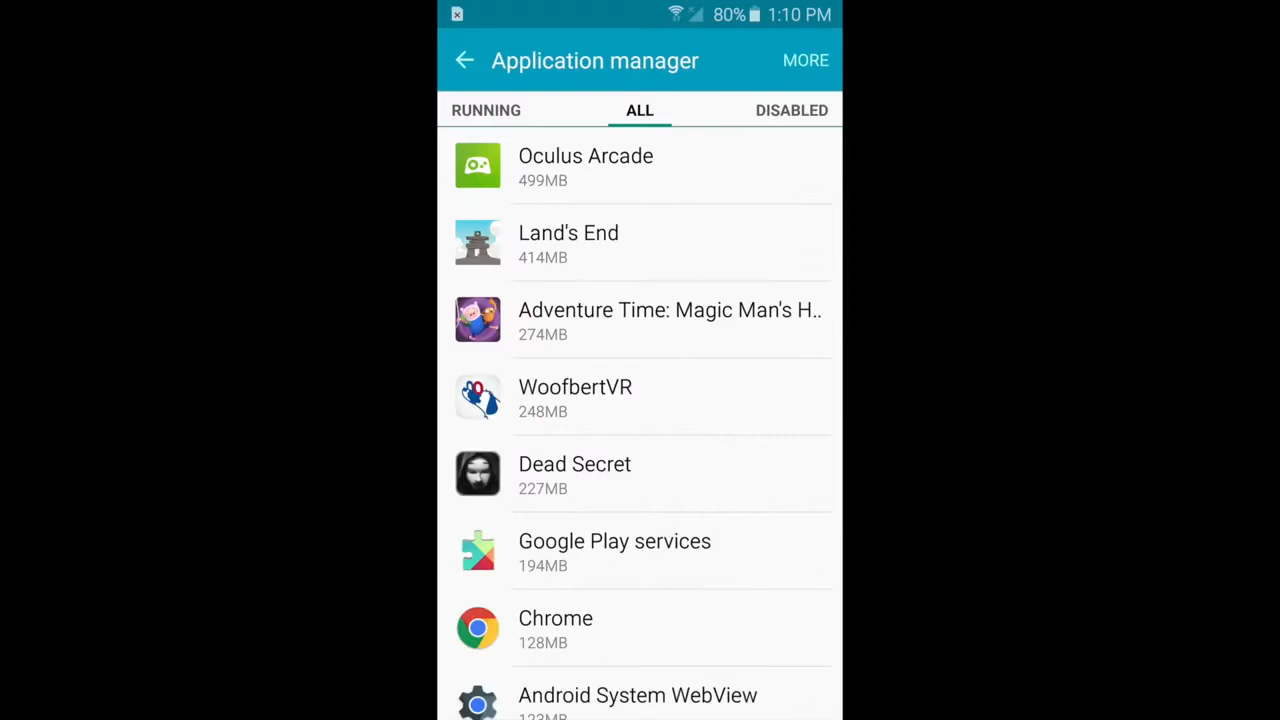 80% 1:10 PM
Application manager MORE
RUNNING ALL DISABLED
Oculus Arcade
499MB
Land's End
414MB
Adventure Time: Magic Man's H..
274MB
WoofbertVR
248MB
Dead Secret
227MB
Google Play services
194MB
Chrome
128MB
Android System WebView
123MB